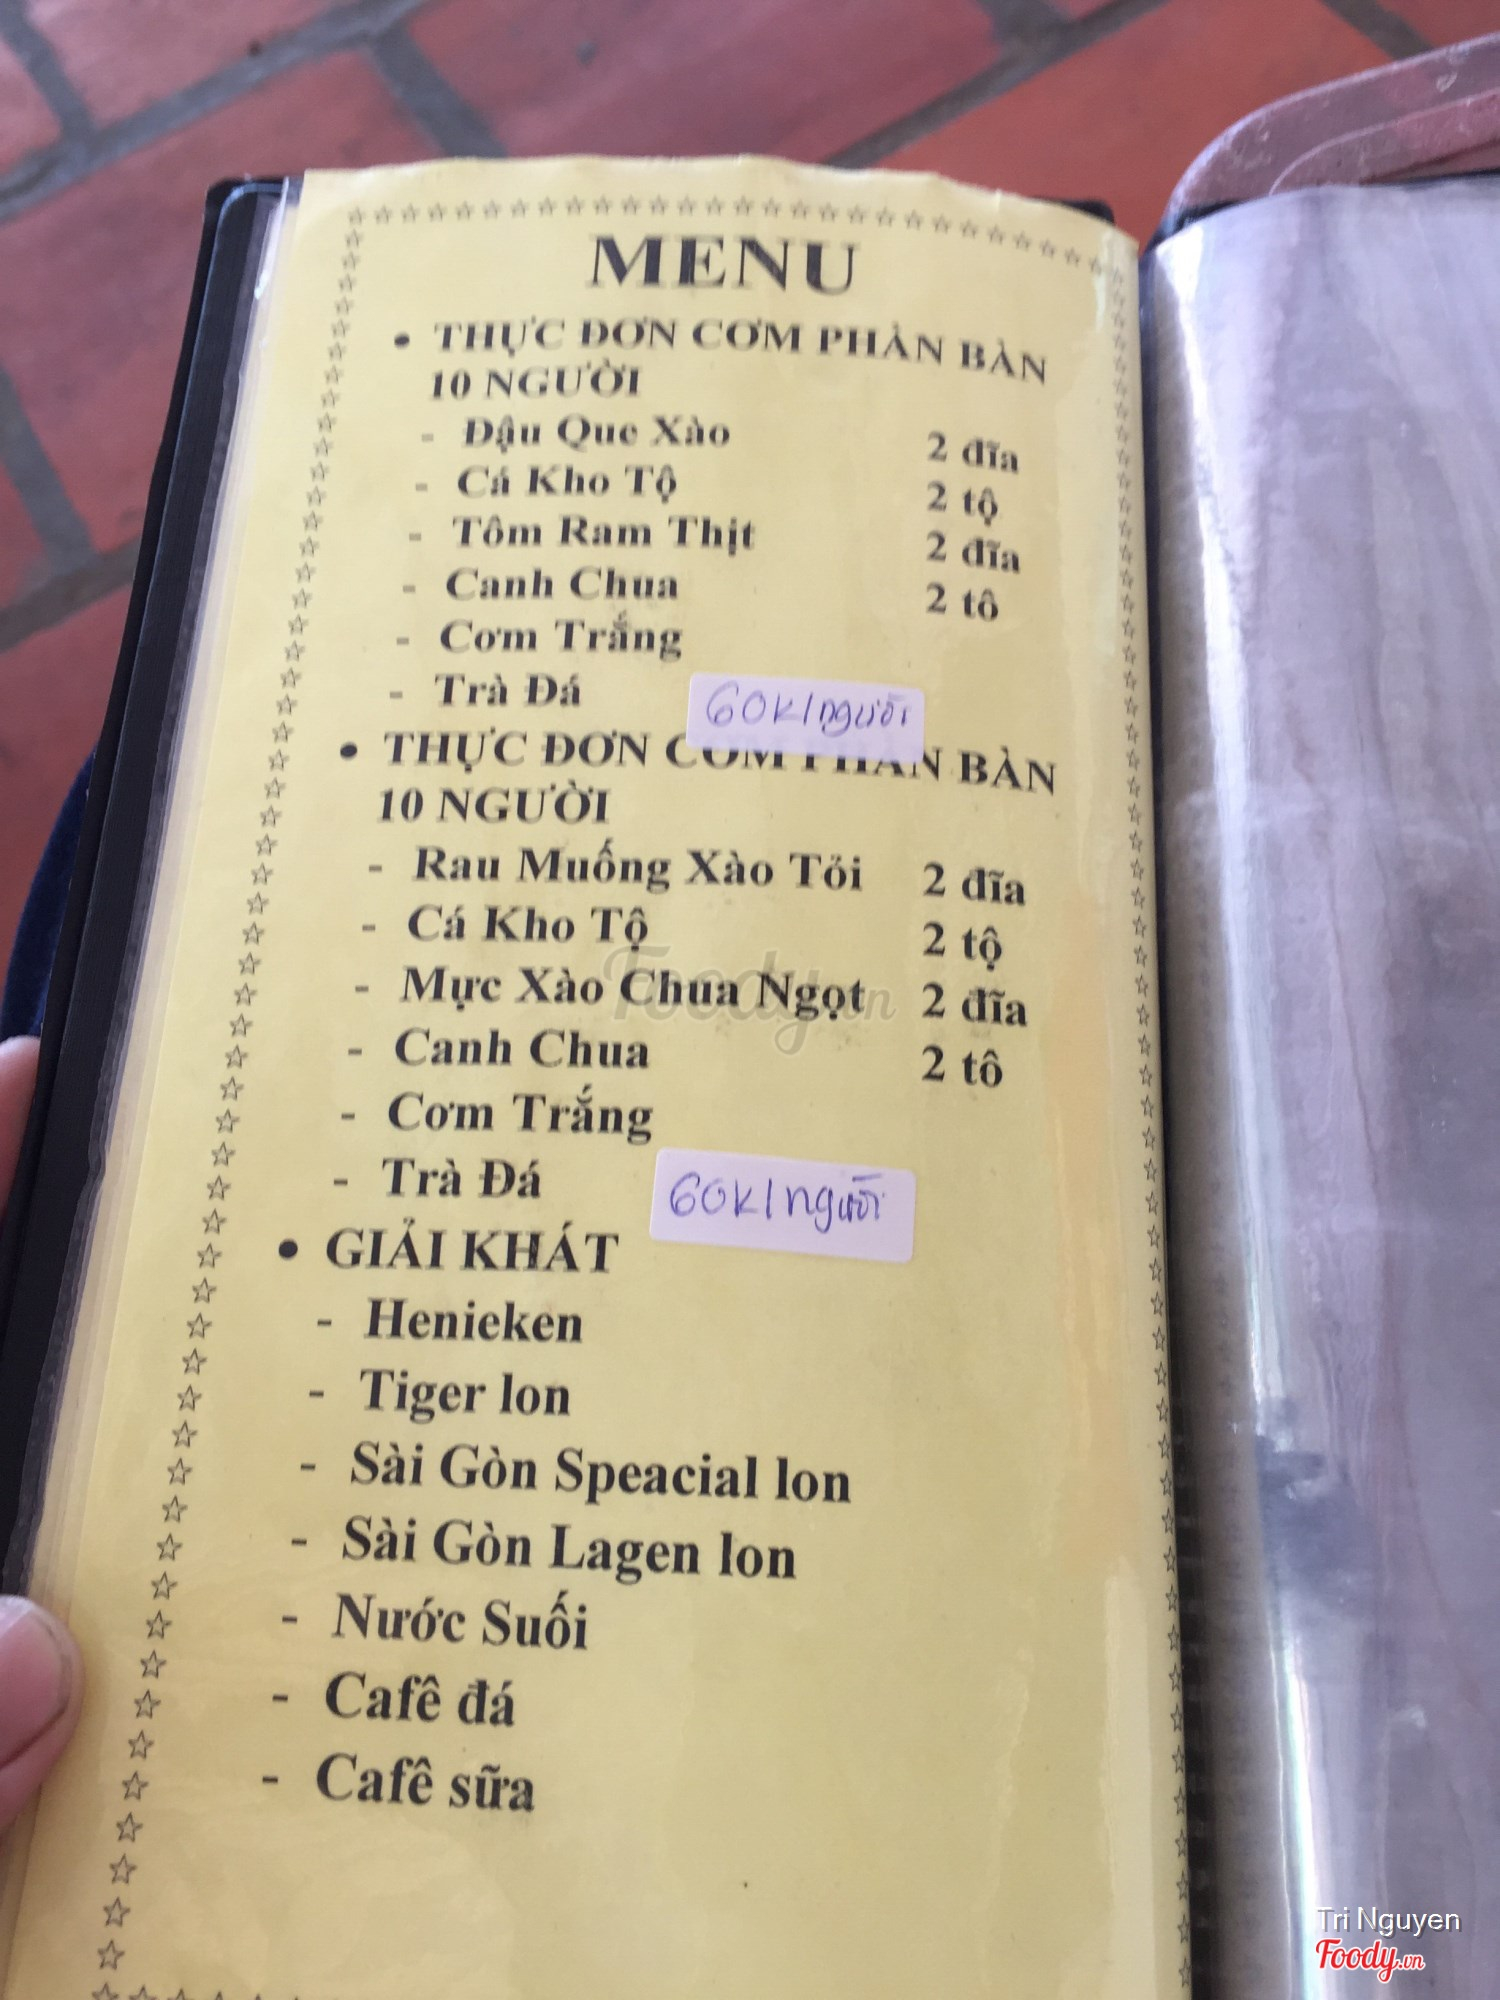 MENU
• THỰC ĐƠN CƠM PHẦN BÀN
10 NGƯỜI
- Đậu Que Xào 2 đĩa
- Cá Kho Tộ 2 tộ
- Tôm Ram Thịt 2 đĩa
- Canh Chua 2 tô
- Cơm Trắng
- Trà Đá 60K/người
• THỰC ĐƠN CƠM PHẦN BÀN
10 NGƯỜI
- Rau Muống Xào Tỏi 2 đĩa
- Cá Kho Tộ 2 tộ
- Mực Xào Chua Ngọt 2 đĩa
- Canh Chua 2 tô
- Cơm Trắng
- Trà Đá 60K/người
• GIẢI KHÁT
- Henieken
- Tiger lon
- Sài Gòn Speacial lon
- Sài Gòn Lagen lon
- Nước Suối
- Cafê đá
- Cafê sữa
Foody.vn
Tri Nguyen
Foody.vn